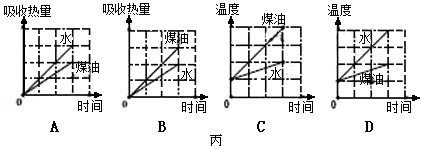 吸收热量 吸收热量 温度 温度
水 煤油 0 时间
煤油 水 0 时间
煤油 水 0 时间
水 煤油 0 时间
A B C D
丙